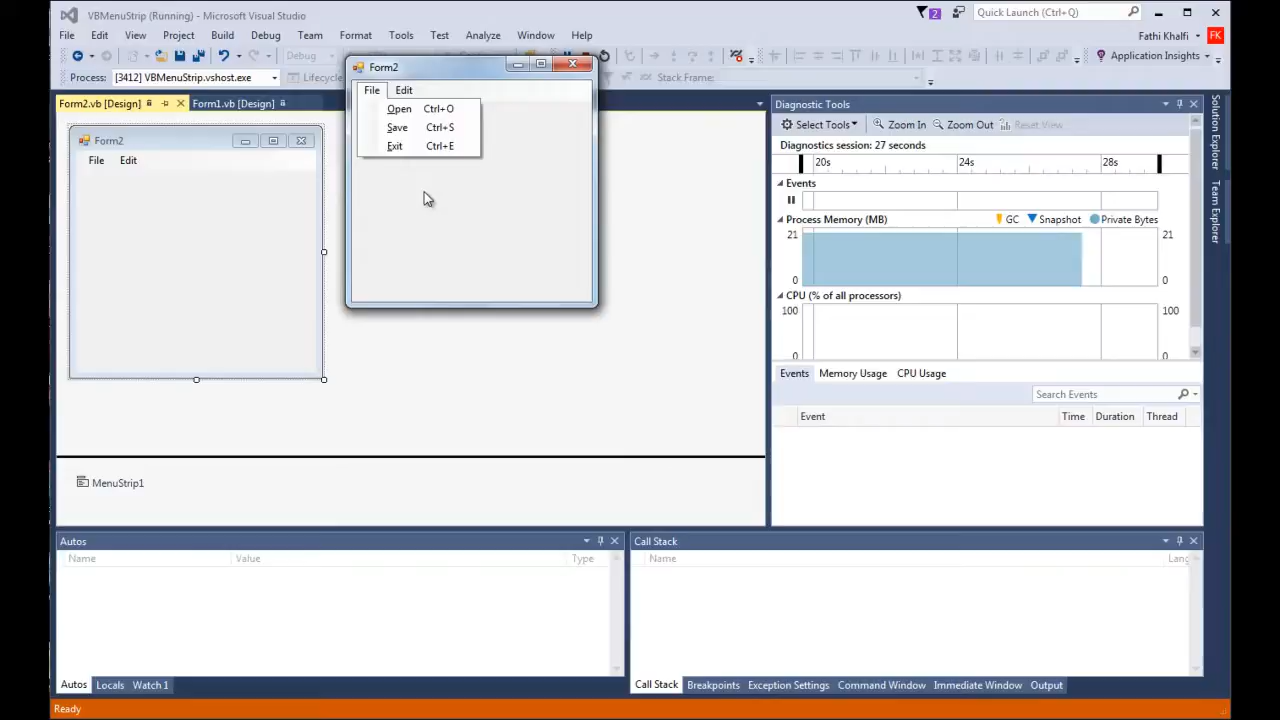 VBMenuStrip (Running) - Microsoft Visual Studio
2
Quick Launch (Ctrl+Q)
File Edit View Project Build Debug Team Format Tools Test Analyze Window Help
Fathi Khalfi
FK
Debug
Application Insights
Process: [3412] VBMenuStrip.vshost.exe
Lifecycle
Stack Frame:
Form2.vb [Design]
Form1.vb [Design]
Form2
File Edit
Form2
File Edit
Open Ctrl+O
Save Ctrl+S
Exit Ctrl+E
MenuStrip1
Diagnostic Tools
Select Tools
Zoom In
Zoom Out
Reset View
Diagnostics session: 27 seconds
20s 24s 28s
Events
Process Memory (MB)
GC
Snapshot
Private Bytes
21 21
0 0
CPU (% of all processors)
100 100
0 0
Events Memory Usage CPU Usage
Search Events
Event Time Duration Thread
Solution Explorer
Team Explorer
Autos
Name Value Type
Autos Locals Watch 1
Call Stack
Name Lang
Call Stack Breakpoints Exception Settings Command Window Immediate Window Output
Ready